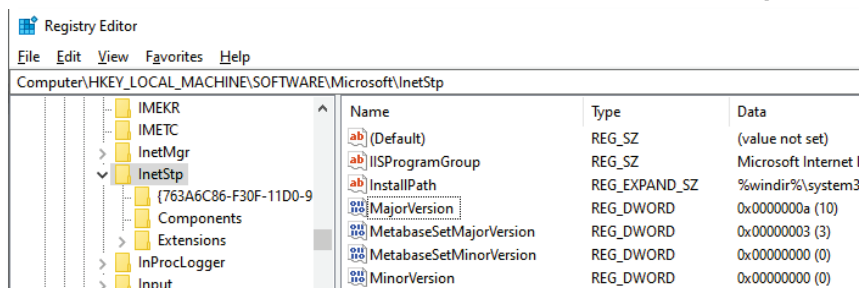 Registry Editor
File Edit View Favorites Help
Computer\HKEY_LOCAL_MACHINE\SOFTWARE\Microsoft\InetStp
IMEKR
IMETC
InetMgr
InetStp
{763A6C86-F30F-11D0-9
Components
Extensions
InProcLogger
Input
Name Type Data
(Default) REG_SZ (value not set)
IISProgramGroup REG_SZ Microsoft Internet
InstallPath REG_EXPAND_SZ %windir%\system3
MajorVersion REG_DWORD 0x0000000a (10)
MetabaseSetMajorVersion REG_DWORD 0x00000003 (3)
MetabaseSetMinorVersion REG_DWORD 0x00000000 (0)
MinorVersion REG_DWORD 0x00000000 (0)